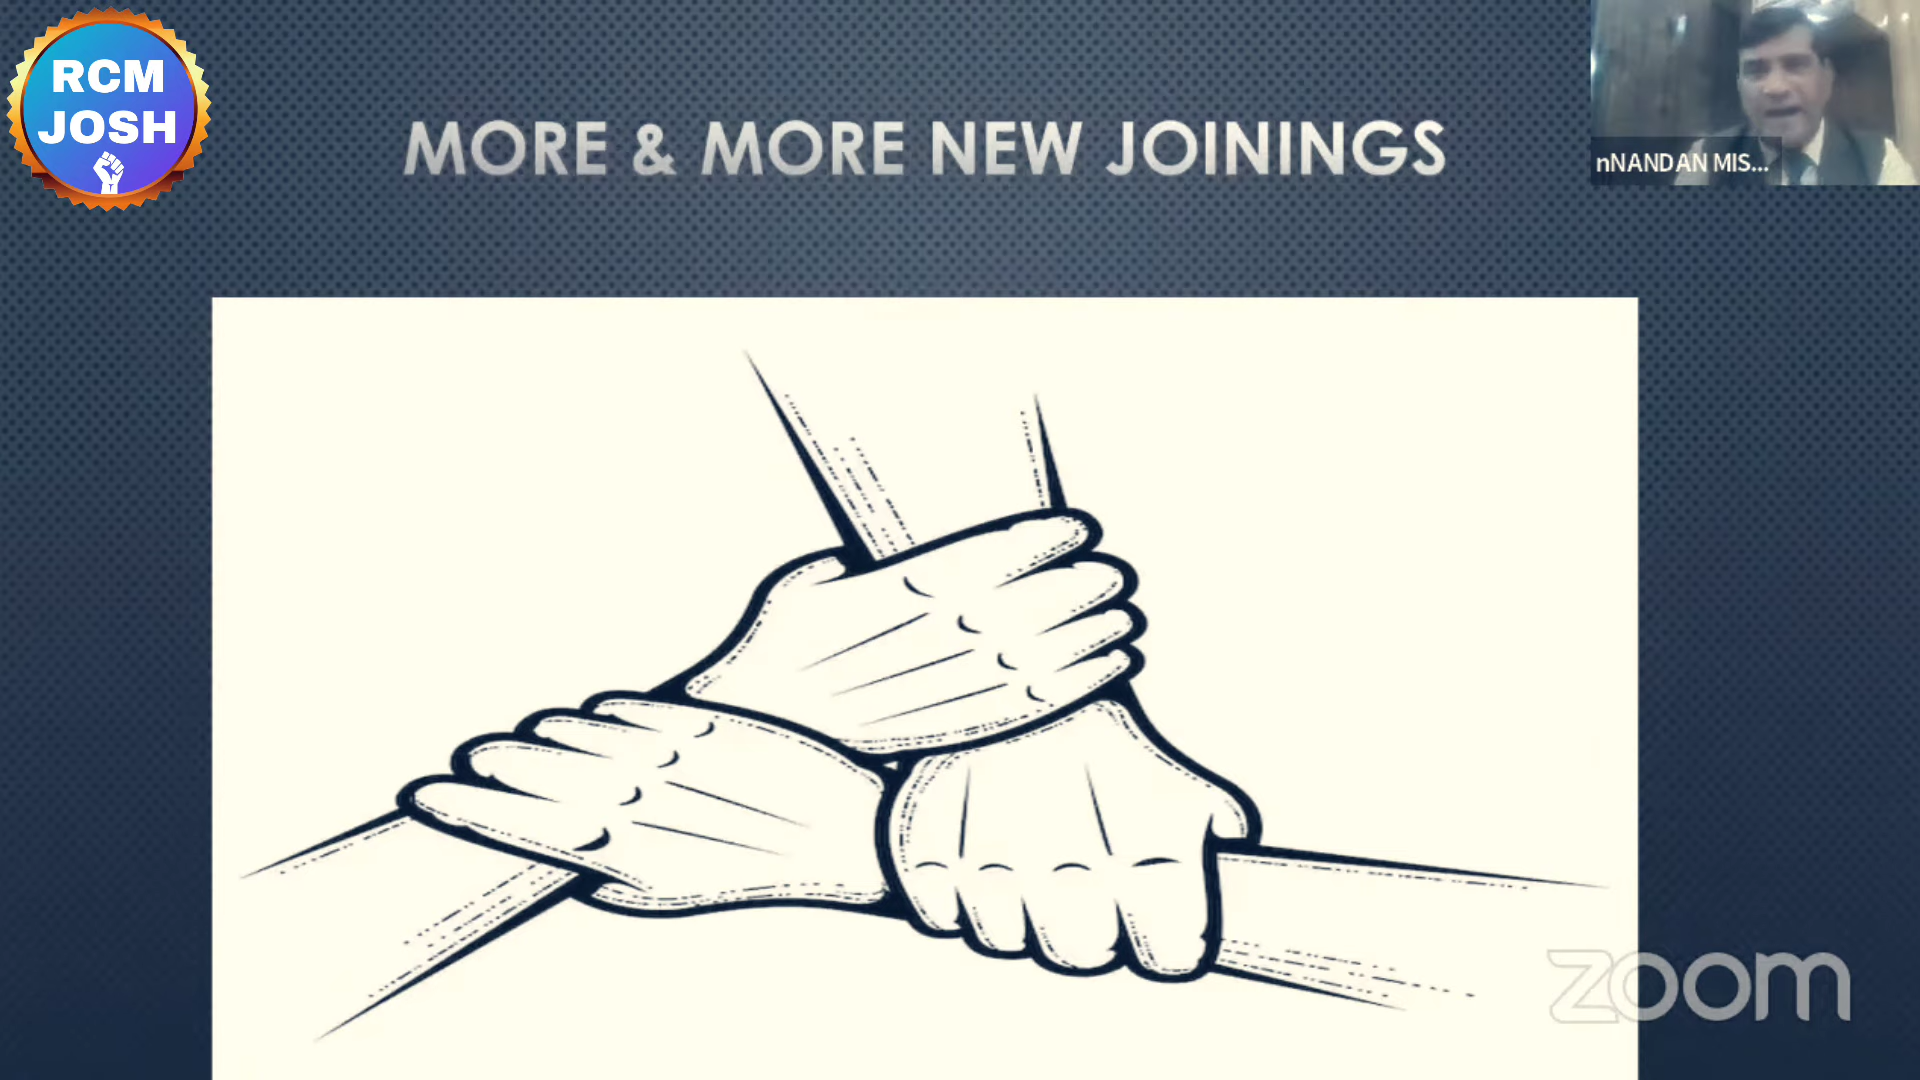 RCM
JOSH
MORE & MORE NEW JOININGS
nNANDAN MIS...
zoom